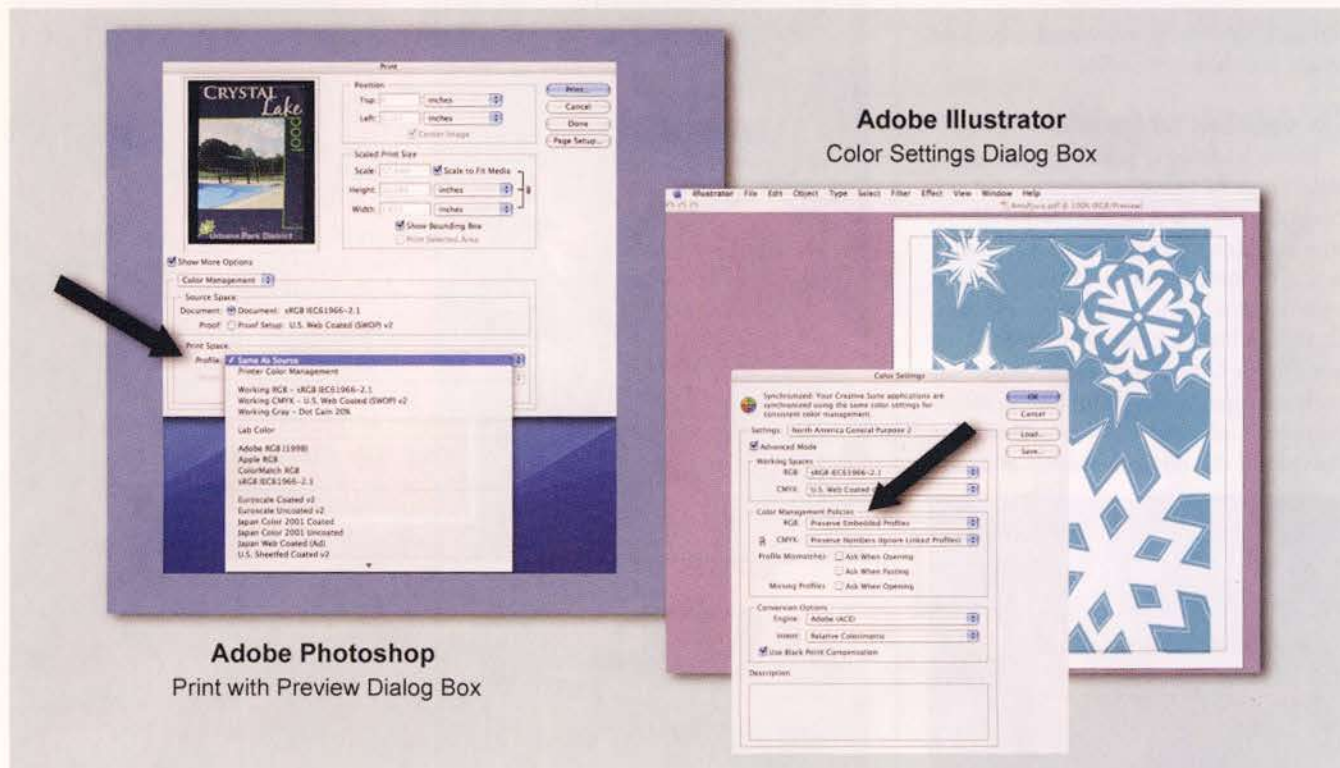 Print
CRYSTAL
Lake
pool
Urbana Park District
Position
Top:
inches
Left:
inches
Center Image
Scaled Print Size
Scale:
Scale to Fit Media
Height:
inches
Width:
inches
Show Bounding Box
Print Selected Area
Print...
Cancel
Done
Page Setup...
Show More Options
Color Management
Source Space:
Document: Document: sRGB IEC61966-2.1
Proof: Proof Setup: U.S. Web Coated (SWOP) v2
Print Space:
Profile: ✓ Same As Source
Printer Color Management
Working RGB - sRGB IEC61966-2.1
Working CMYK - U.S. Web Coated (SWOP) v2
Working Gray - Dot Gain 20%
Lab Color
Adobe RGB (1998)
Apple RGB
ColorMatch RGB
sRGB IEC61966-2.1
Euroscale Coated v2
Euroscale Uncoated v2
Japan Color 2001 Coated
Japan Color 2001 Uncoated
Japan Web Coated (Ad)
U.S. Sheetfed Coated v2
Adobe Photoshop
Print with Preview Dialog Box
Adobe Illustrator
Color Settings Dialog Box
Illustrator File Edit Object Type Select Filter Effect View Window Help
@ 100% (RGB/Preview)
Color Settings
Synchronized: Your Creative Suite applications are
synchronized using the same color settings for
consistent color management.
OK
Cancel
Load...
Save...
Settings: North America General Purpose 2
Advanced Mode
Working Spaces
RGB: sRGB IEC61966-2.1
CMYK: U.S. Web Coated
Color Management Policies
RGB: Preserve Embedded Profiles
CMYK: Preserve Numbers (Ignore Linked Profiles)
Profile Mismatches: Ask When Opening
Ask When Pasting
Missing Profiles: Ask When Opening
Conversion Options
Engine: Adobe (ACE)
Intent: Relative Colorimetric
Use Black Point Compensation
Description